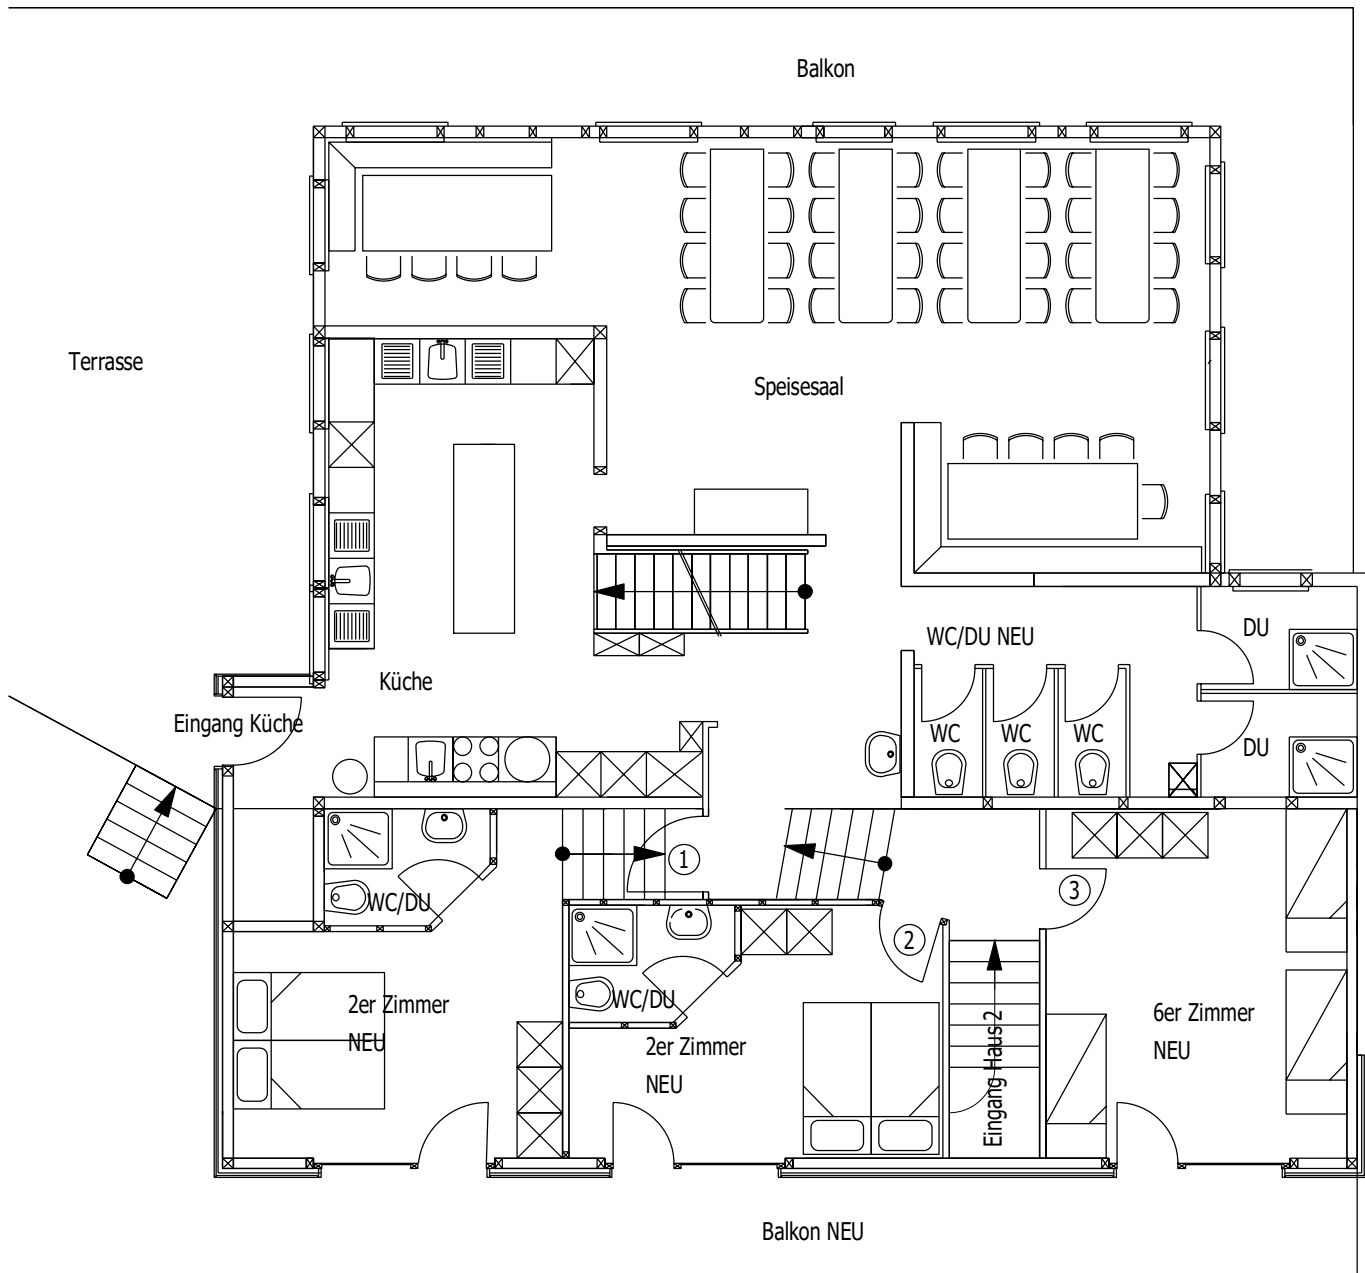 Balkon
Terrasse
Speisesaal
WC/DU NEU
DU
Küche
Eingang Küche
WC
WC
WC
DU
1
WC/DU
3
2
WC/DU
2er Zimmer
NEU
2er Zimmer
NEU
Eingang Haus 2
6er Zimmer
NEU
Balkon NEU